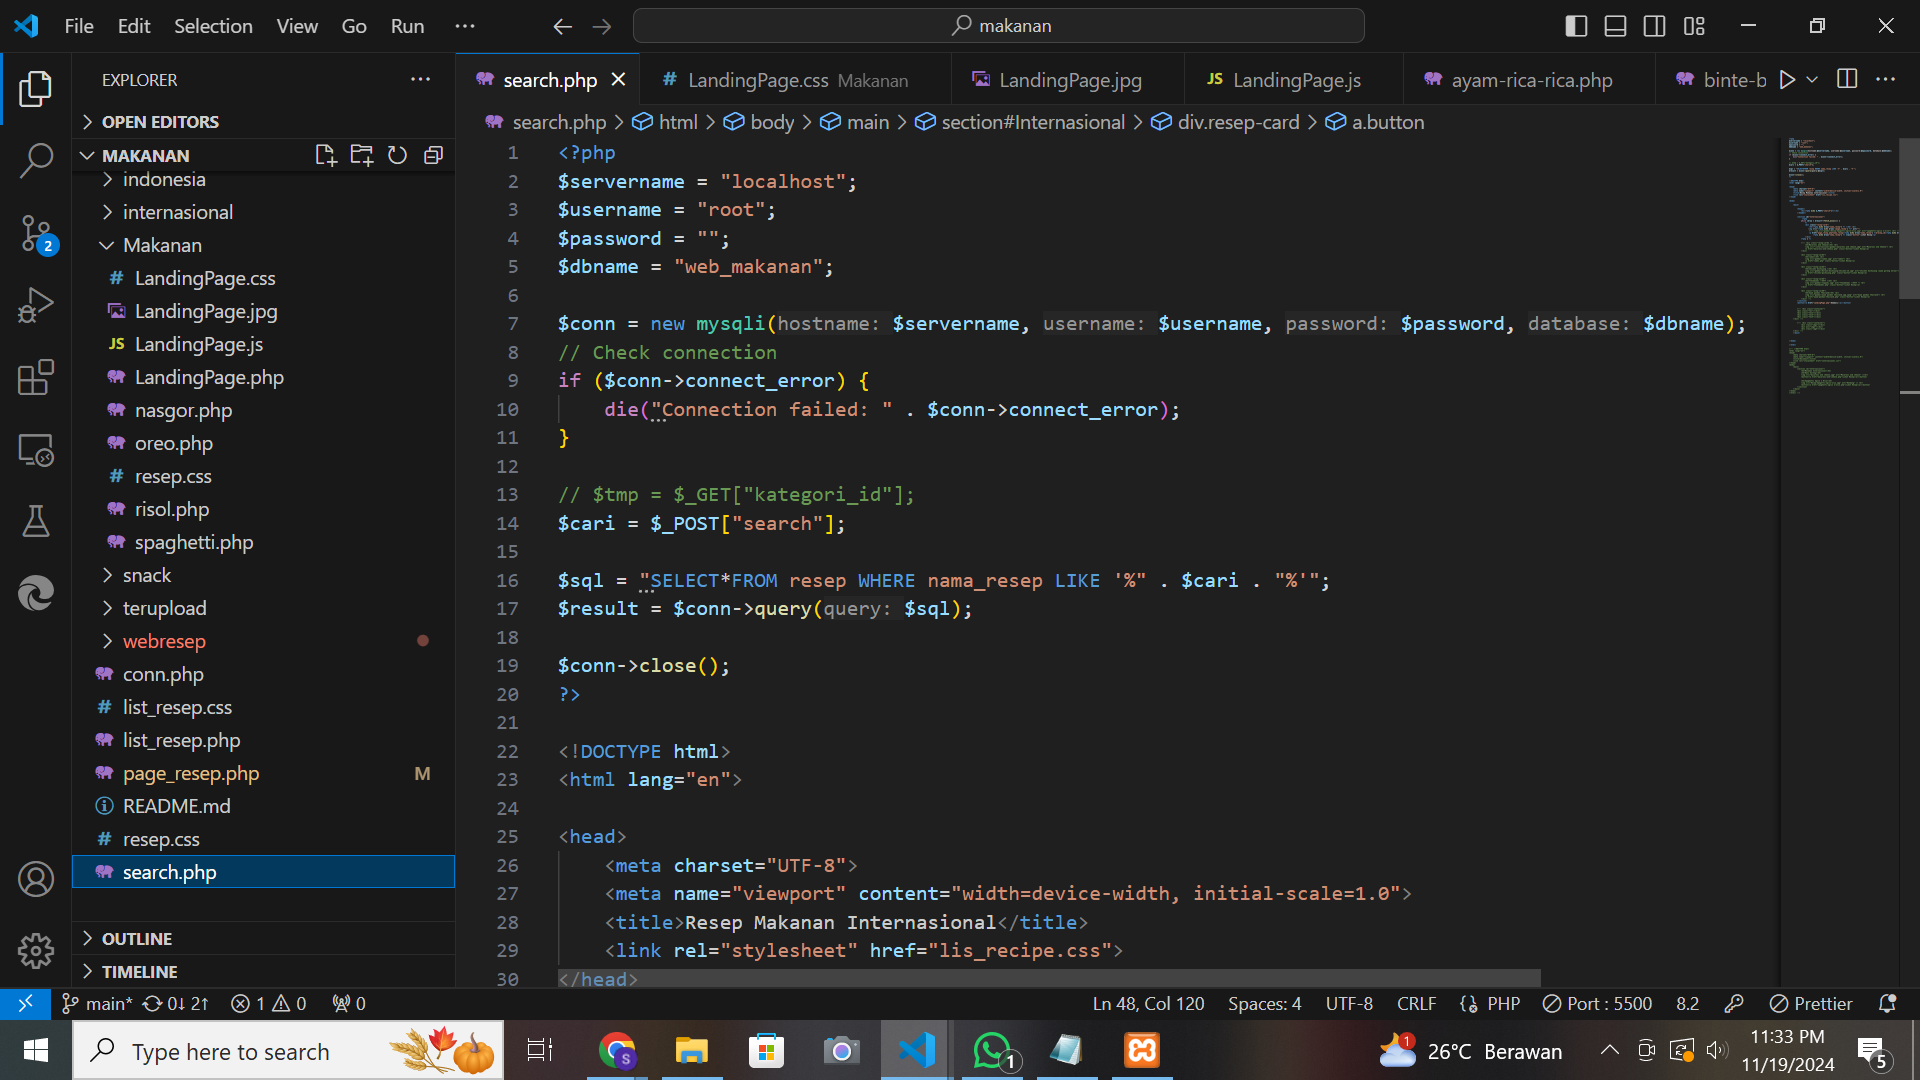 File Edit Selection View Go Run ···
makanan
EXPLORER ···
OPEN EDITORS
MAKANAN
indonesia
internasional
Makanan
# LandingPage.css
LandingPage.jpg
JS LandingPage.js
LandingPage.php
nasgor.php
oreo.php
# resep.css
risol.php
spaghetti.php
snack
terupload
webresep
conn.php
# list_resep.css
list_resep.php
page_resep.php M
README.md
# resep.css
search.php
OUTLINE
TIMELINE
2
search.php # LandingPage.css Makanan LandingPage.jpg JS LandingPage.js ayam-rica-rica.php binte-b ···
search.php > html > body > main > section#Internasional > div.resep-card > a.button
1 <?php
2 $servername = "localhost";
3 $username = "root";
4 $password = "";
5 $dbname = "web_makanan";
6
7 $conn = new mysqli(hostname: $servername, username: $username, password: $password, database: $dbname);
8 // Check connection
9 if ($conn->connect_error) {
10 die("Connection failed: " . $conn->connect_error);
11 }
12
13 // $tmp = $_GET["kategori_id"];
14 $cari = $_POST["search"];
15
16 $sql = "SELECT*FROM resep WHERE nama_resep LIKE '%" . $cari . "%'";
17 $result = $conn->query(query: $sql);
18
19 $conn->close();
20 ?>
21
22 <!DOCTYPE html>
23 <html lang="en">
24
25 <head>
26 <meta charset="UTF-8">
27 <meta name="viewport" content="width=device-width, initial-scale=1.0">
28 <title>Resep Makanan Internasional</title>
29 <link rel="stylesheet" href="lis_recipe.css">
30 </head>
main* 0↓ 2↑ 1 0 0 Ln 48, Col 120 Spaces: 4 UTF-8 CRLF {} PHP Port : 5500 8.2 Prettier
Type here to search S 1 1 26°C Berawan 11:33 PM 5
11/19/2024